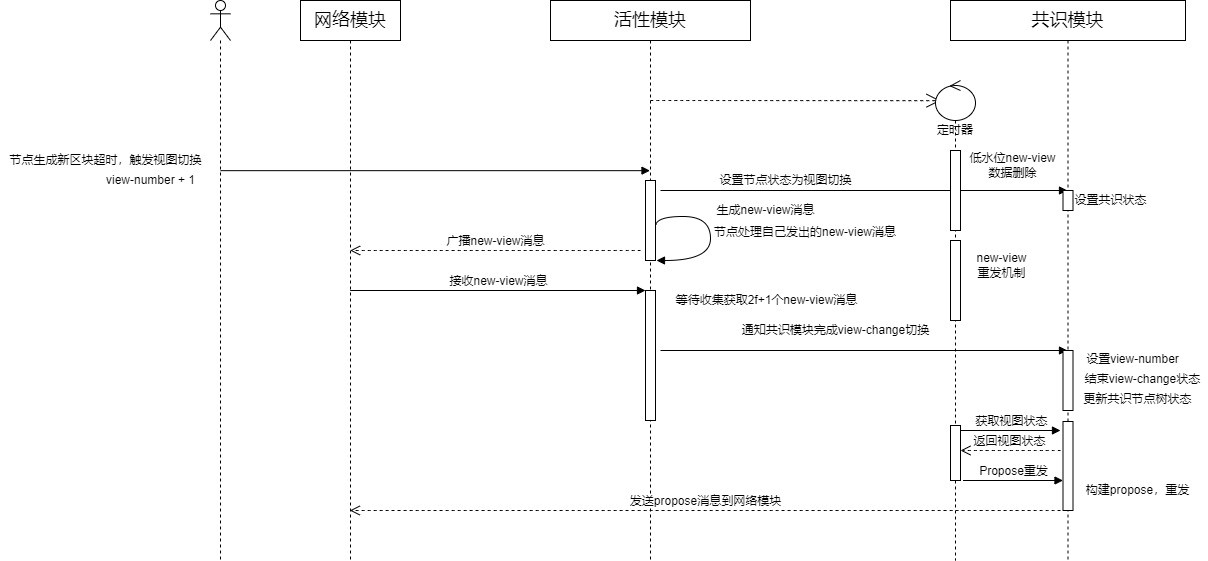 网络模块
活性模块
共识模块
定时器
节点生成新区块超时，触发视图切换
view-number + 1
低水位new-view
数据删除
设置节点状态为视图切换
设置共识状态
生成new-view消息
节点处理自己发出的new-view消息
广播new-view消息
new-view
重发机制
接收new-view消息
等待收集获取2f+1个new-view消息
通知共识模块完成view-change切换
设置view-number
结束view-change状态
更新共识节点树状态
获取视图状态
返回视图状态
Propose重发
构建propose，重发
发送propose消息到网络模块